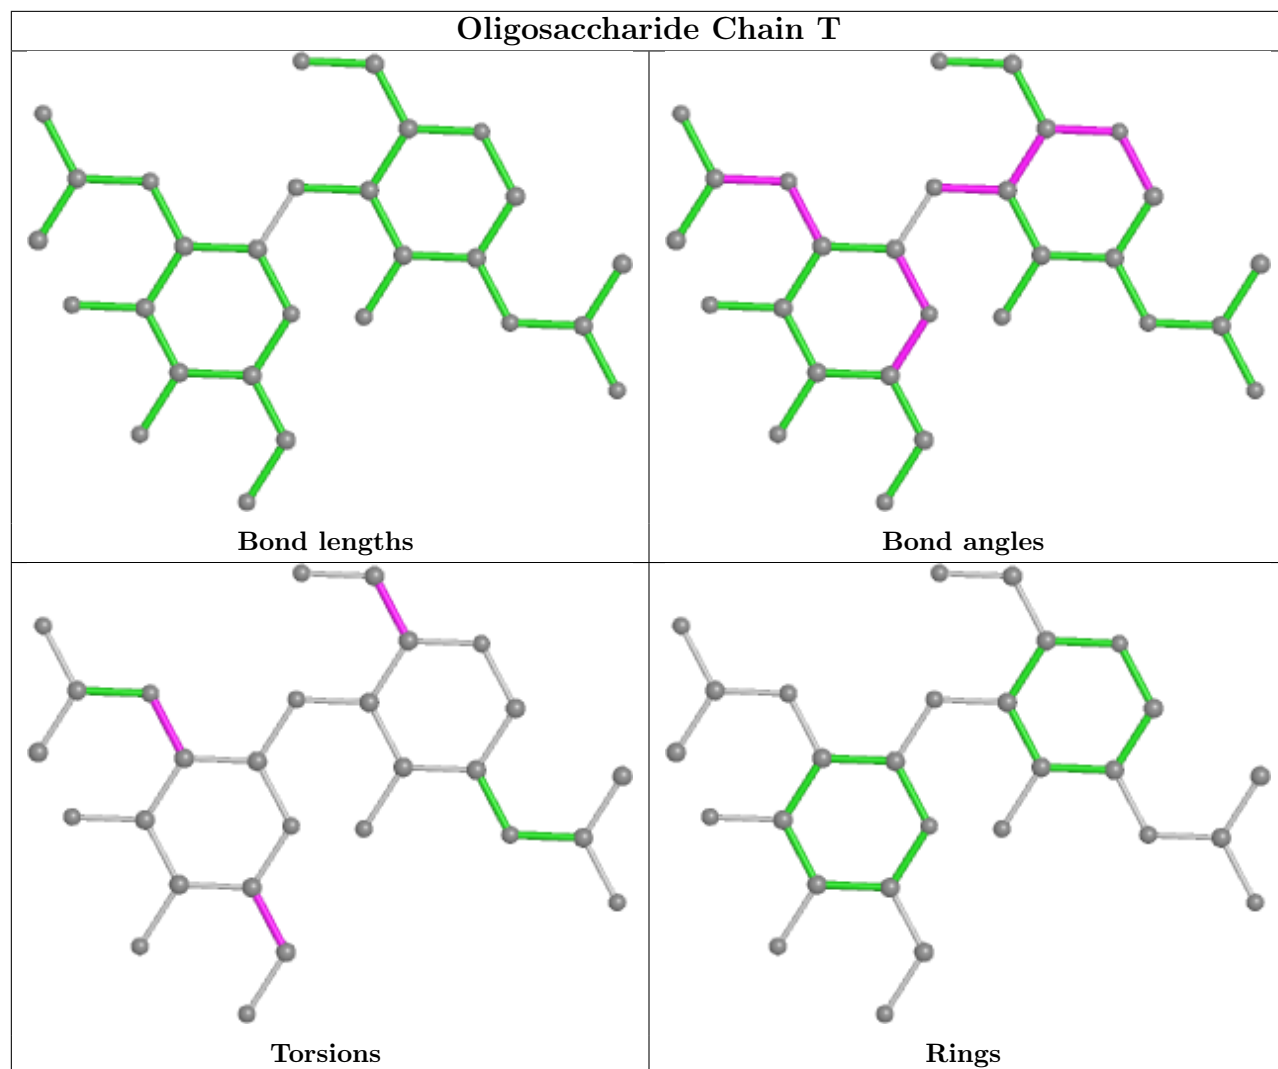 Oligosaccharide Chain T
Bond lengths
Bond angles
Torsions
Rings